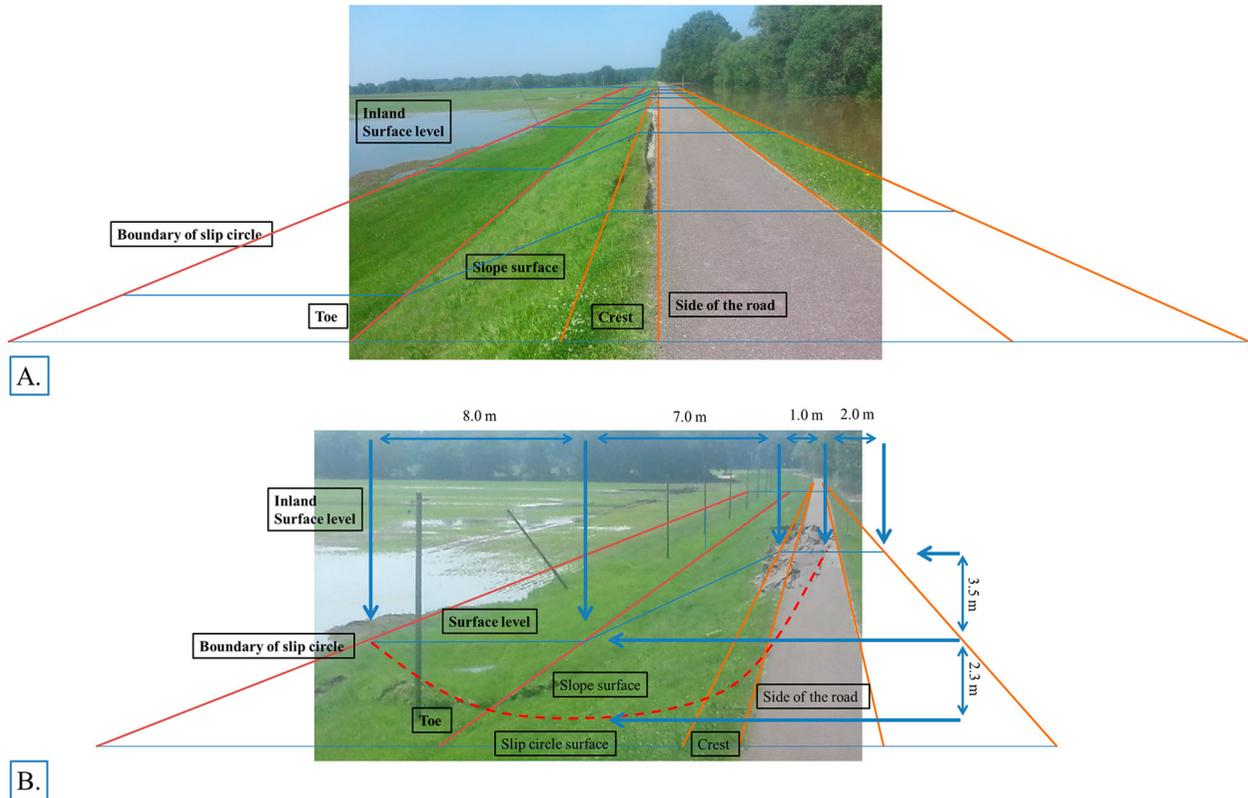 Inland
Surface level
Boundary of slip circle
Slope surface
Toe
Crest
Side of the road
A.
8.0 m
7.0 m
1.0 m
2.0 m
Inland
Surface level
3.5 m
Surface level
Boundary of slip circle
2.3 m
Slope surface
Side of the road
Toe
Slip circle surface
Crest
B.